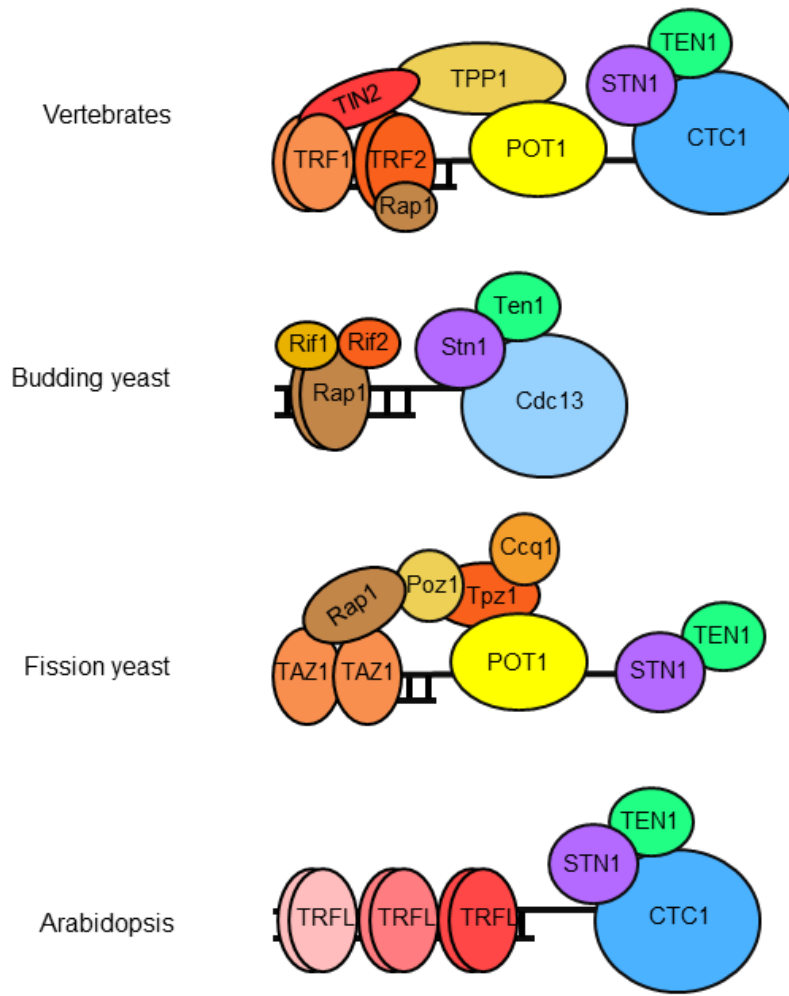 TEN1
TPP1
STN1
TIN2
Vertebrates
CTC1
TRF1
TRF2
POT1
Rap1
Ten1
Rif1
Rif2
Stn1
Budding yeast
Rap1
Cdc13
Ccq1
Poz1
Tpz1
Rap1
TEN1
Fission yeast
TAZ1
TAZ1
POT1
STN1
TEN1
STN1
Arabidopsis
TRFL
TRFL
TRFL
CTC1